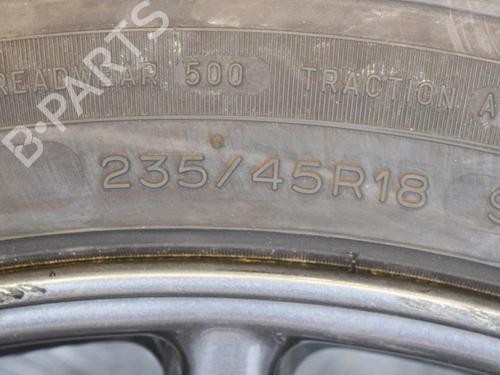 B-PARTS
READWEAR 500 TRACTION A
235/45R18 S